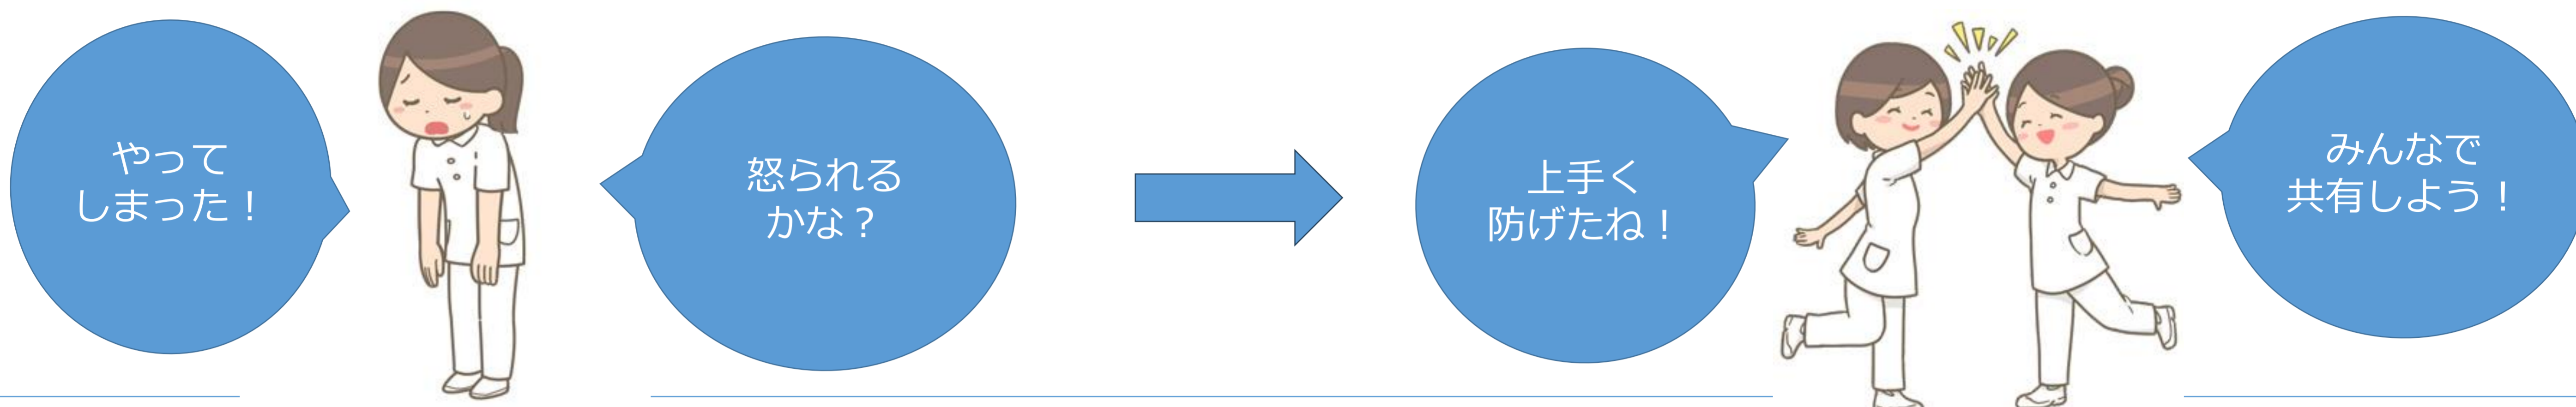 やって
しまった！
怒られる
かな？
上手く
防げたね！
みんなで
共有しよう！